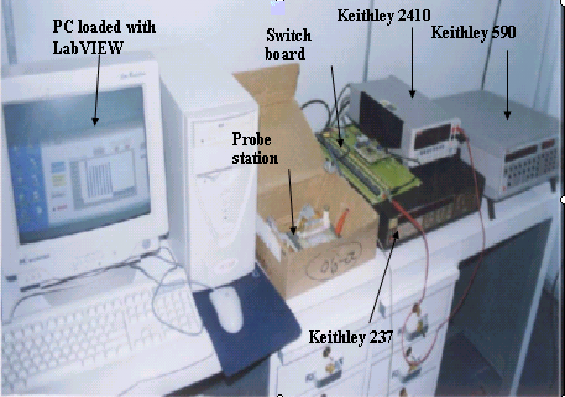 PC loaded with
LabVIEW
Switch
board
Keithley 2410
Keithley 590
Probe
station
Keithley 237